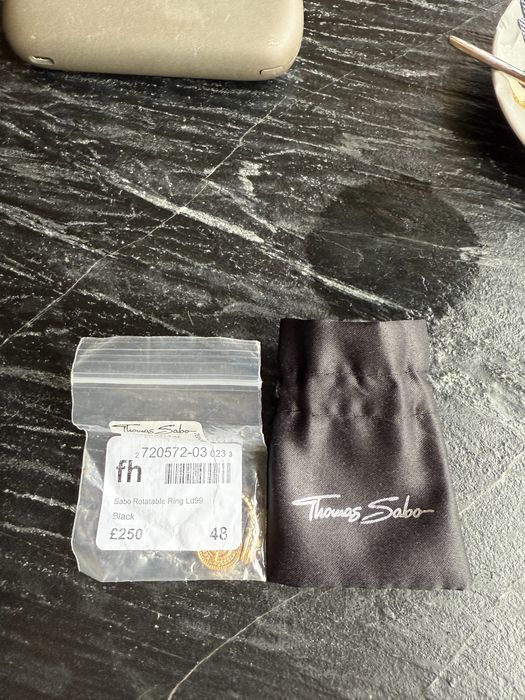 Thomas Sabo
2 720572-03 023 3
fh
Sabo Rotatable Ring Ld99
Black
£250 48
Thomas Sabo